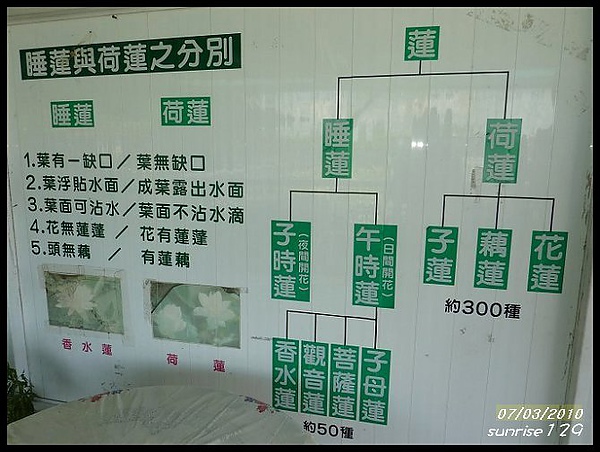 睡蓮與荷蓮之分別
睡蓮 荷蓮
1.葉有一缺口／葉無缺口
2.葉浮貼水面／成葉露出水面
3.葉面可沾水／葉面不沾水滴
4.花無蓮蓬／花有蓮蓬
5.頭無藕／有蓮藕
香水蓮 荷蓮
蓮
睡蓮 荷蓮
子時蓮（夜間開花） 午時蓮（日間開花） 子蓮 藕蓮 花蓮
約300種
香水蓮 觀音蓮 菩薩蓮 子母蓮
約50種
07/03/2010
sunrise129